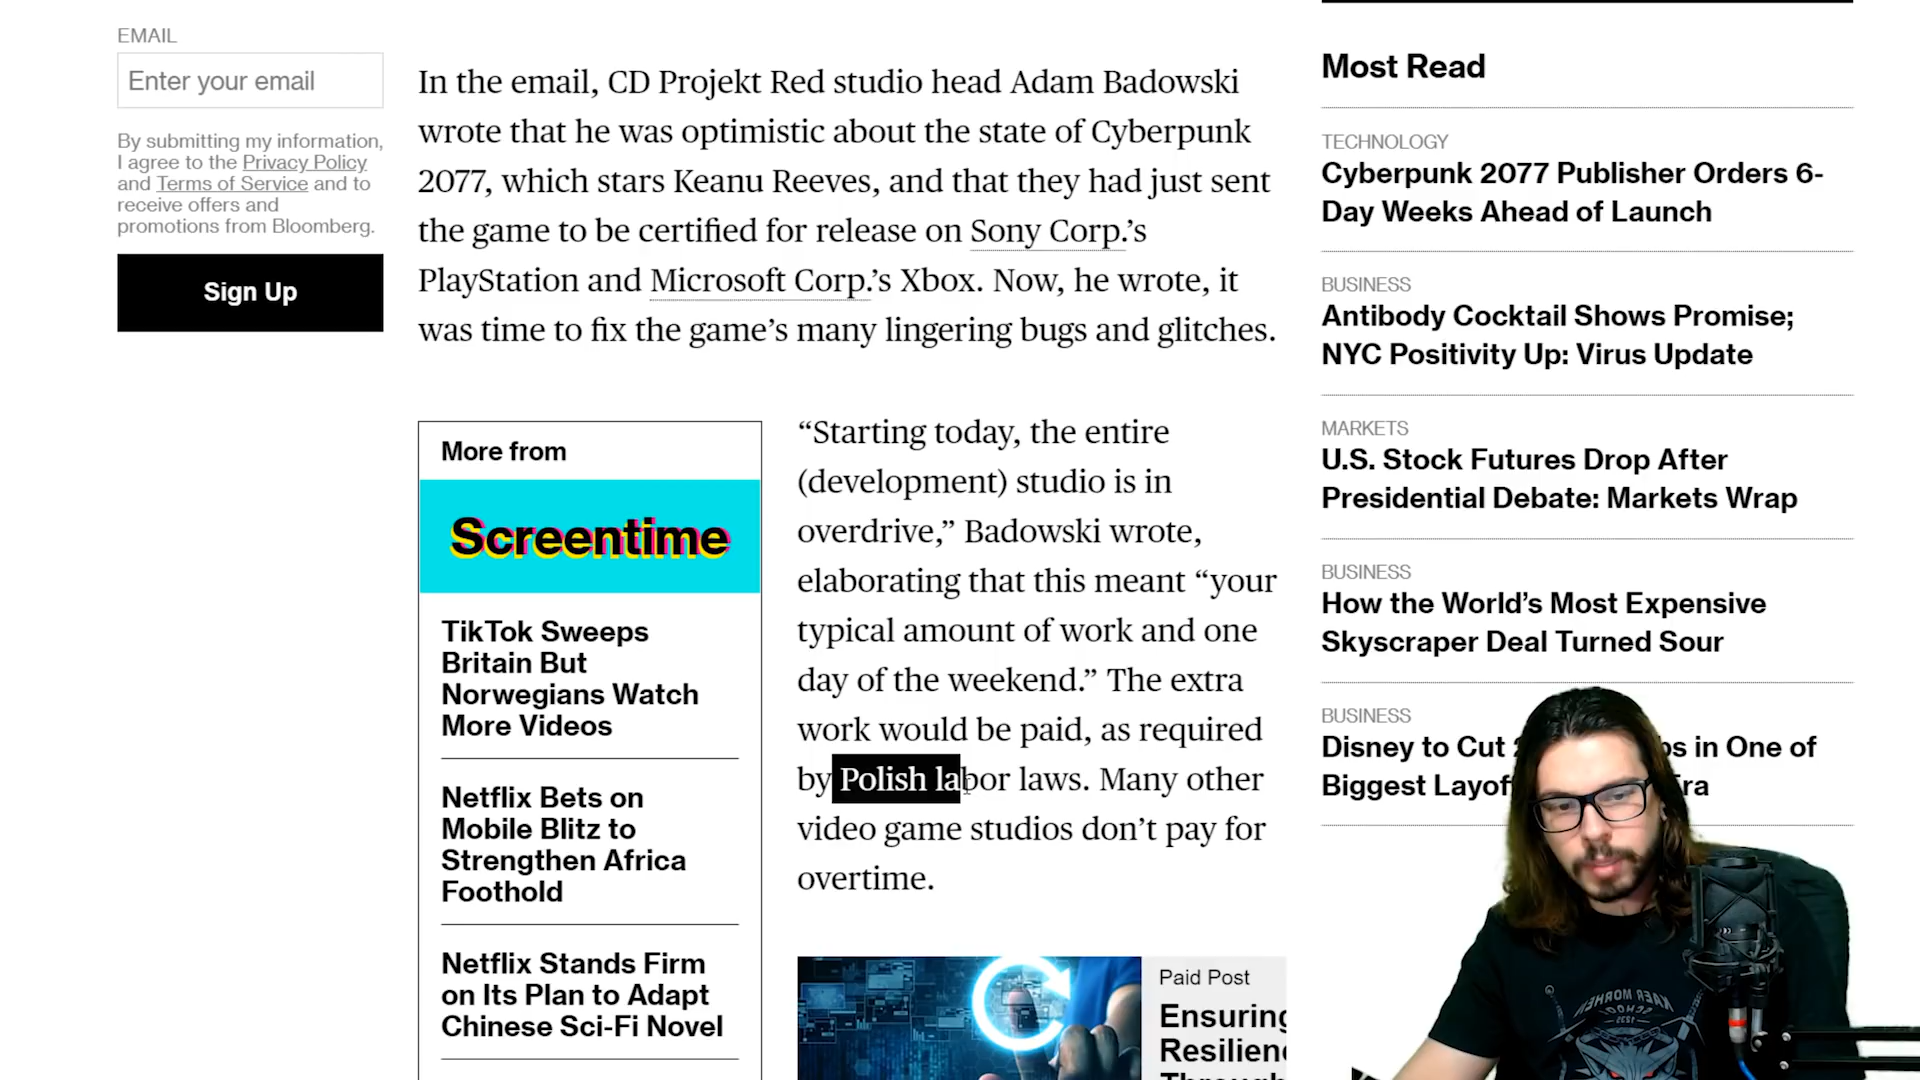 EMAIL
Enter your email
By submitting my information,
I agree to the Privacy Policy
and Terms of Service and to
receive offers and
promotions from Bloomberg.
Sign Up
In the email, CD Projekt Red studio head Adam Badowski
wrote that he was optimistic about the state of Cyberpunk
2077, which stars Keanu Reeves, and that they had just sent
the game to be certified for release on Sony Corp.’s
PlayStation and Microsoft Corp.’s Xbox. Now, he wrote, it
was time to fix the game’s many lingering bugs and glitches.
More from
Screentime
TikTok Sweeps
Britain But
Norwegians Watch
More Videos
Netflix Bets on
Mobile Blitz to
Strengthen Africa
Foothold
Netflix Stands Firm
on Its Plan to Adapt
Chinese Sci-Fi Novel
“Starting today, the entire
(development) studio is in
overdrive,” Badowski wrote,
elaborating that this meant “your
typical amount of work and one
day of the weekend.” The extra
work would be paid, as required
by Polish labor laws. Many other
video game studios don’t pay for
overtime.
Paid Post
Ensuring
Resilien
Most Read
TECHNOLOGY
Cyberpunk 2077 Publisher Orders 6-
Day Weeks Ahead of Launch
BUSINESS
Antibody Cocktail Shows Promise;
NYC Positivity Up: Virus Update
MARKETS
U.S. Stock Futures Drop After
Presidential Debate: Markets Wrap
BUSINESS
How the World’s Most Expensive
Skyscraper Deal Turned Sour
BUSINESS
Disney to Cut in One of
Biggest
KAER MORHEN
SCHOOL